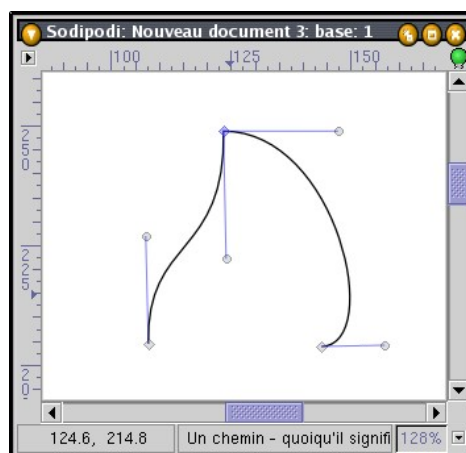 Sodipodi: Nouveau document 3: base: 1
100 125 150
250
225
20
124.6, 214.8 Un chemin - quoiqu'il signifi 128%